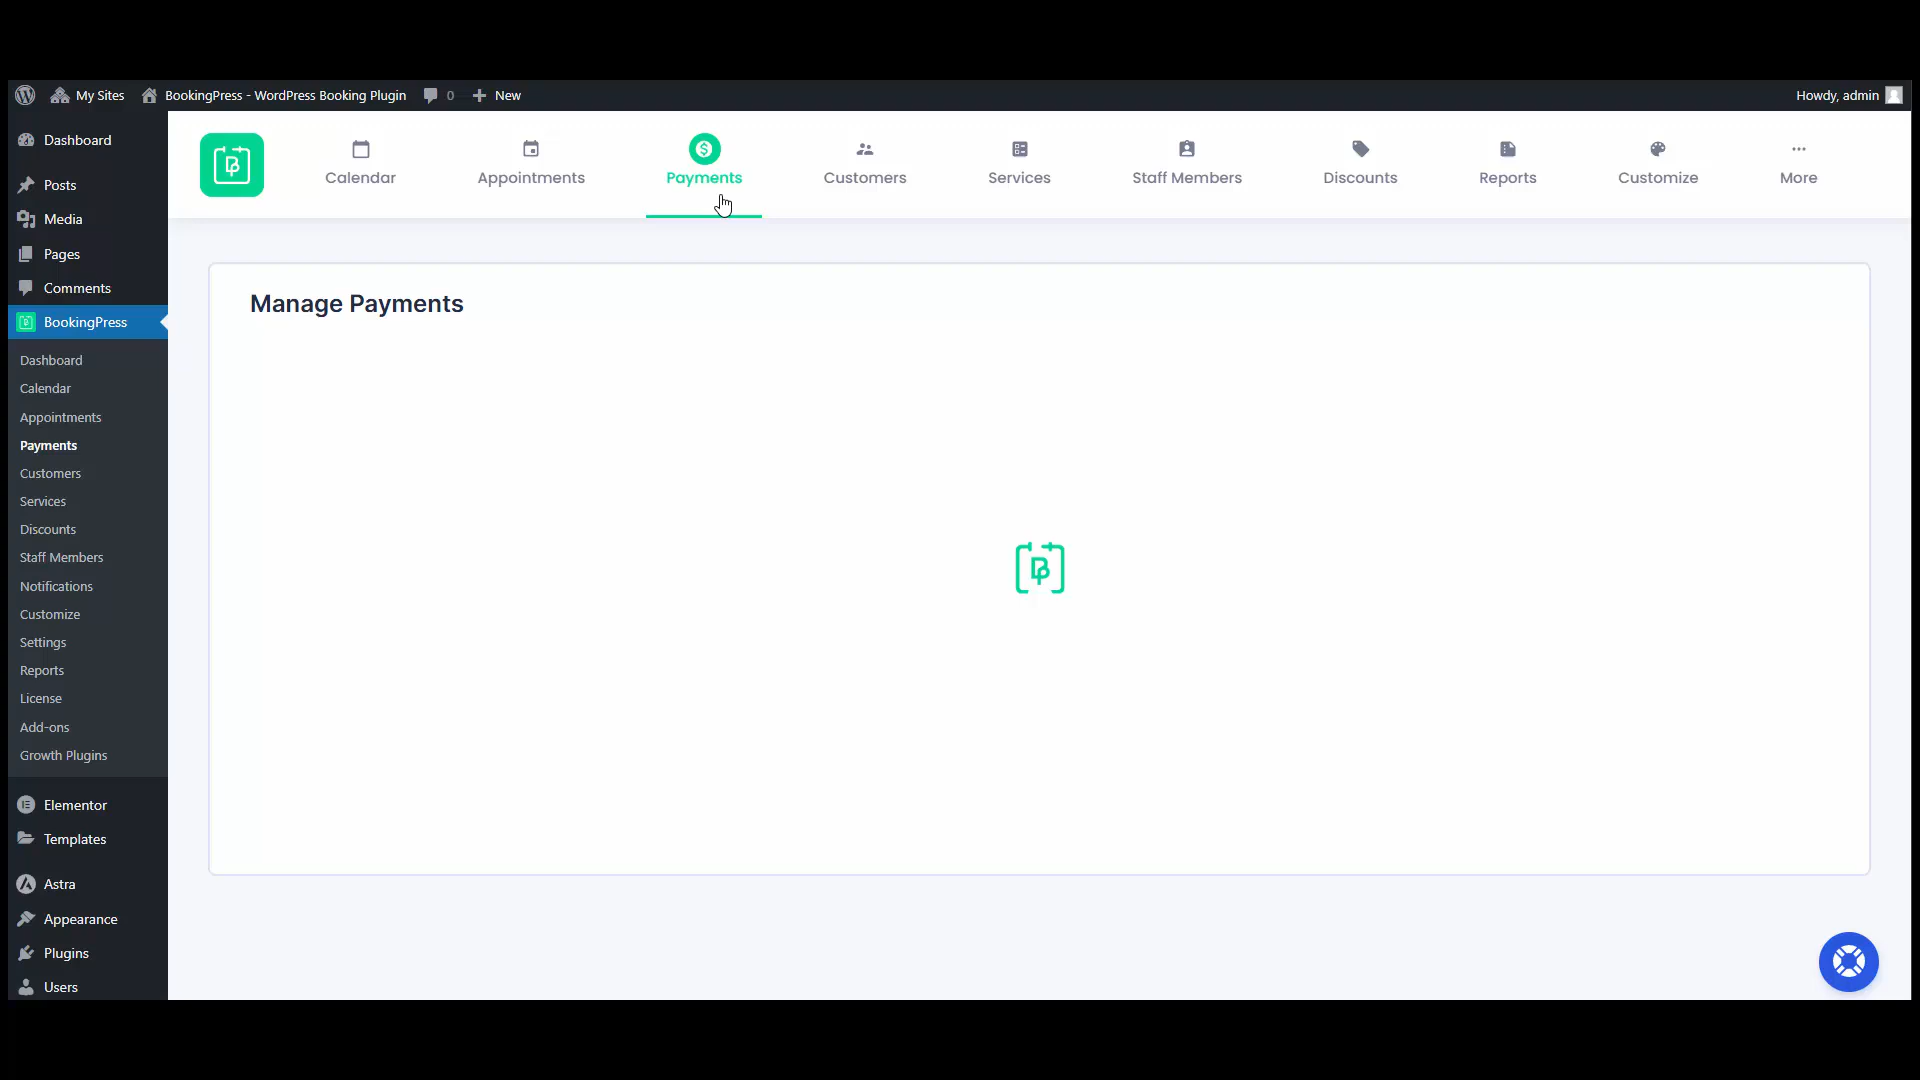 My Sites BookingPress - WordPress Booking Plugin 0 New Howdy, admin
Dashboard
Posts
Media
Pages
Comments
BookingPress
Dashboard
Calendar
Appointments
Payments
Customers
Services
Discounts
Staff Members
Notifications
Customize
Settings
Reports
License
Add-ons
Growth Plugins
Elementor
Templates
Astra
Appearance
Plugins
Users
Calendar Appointments Payments Customers Services Staff Members Discounts Reports Customize More
Manage Payments